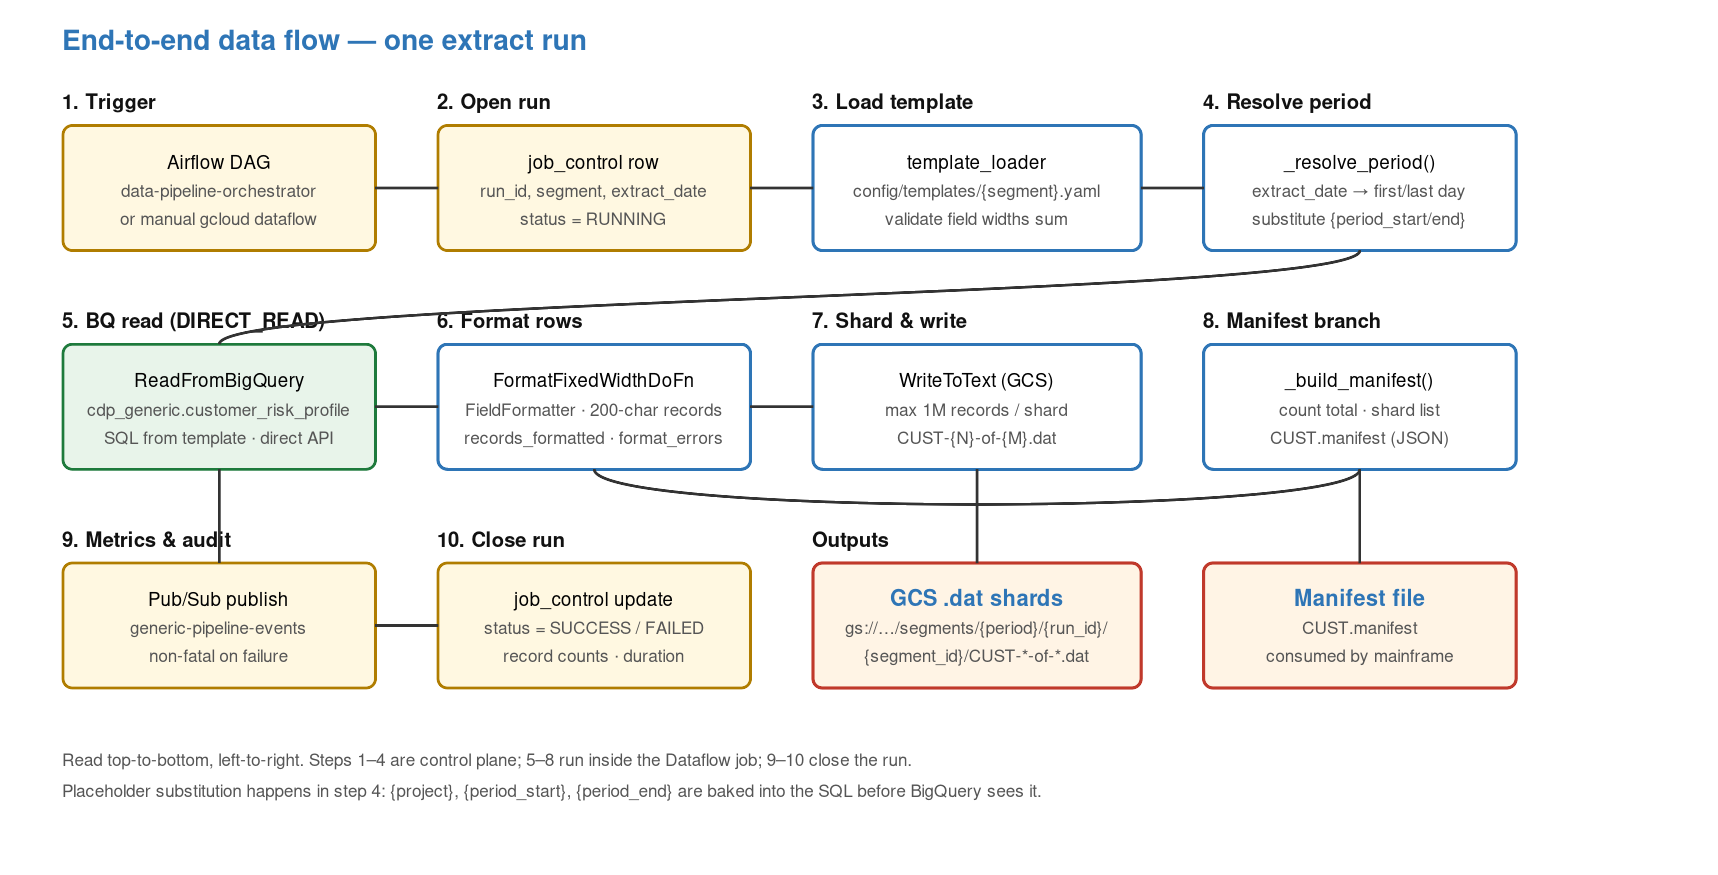 End-to-end data flow — one extract run
1. Trigger
Airflow DAG
data-pipeline-orchestrator
or manual gcloud dataflow
2. Open run
job_control row
run_id, segment, extract_date
status = RUNNING
3. Load template
template_loader
config/templates/{segment}.yaml
validate field widths sum
4. Resolve period
_resolve_period()
extract_date → first/last day
substitute {period_start/end}
5. BQ read (DIRECT_READ)
ReadFromBigQuery
cdp_generic.customer_risk_profile
SQL from template · direct API
6. Format rows
FormatFixedWidthDoFn
FieldFormatter · 200-char records
records_formatted · format_errors
7. Shard & write
WriteToText (GCS)
max 1M records / shard
CUST-{N}-of-{M}.dat
8. Manifest branch
_build_manifest()
count total · shard list
CUST.manifest (JSON)
9. Metrics & audit
Pub/Sub publish
generic-pipeline-events
non-fatal on failure
10. Close run
job_control update
status = SUCCESS / FAILED
record counts · duration
Outputs
GCS .dat shards
gs://…/segments/{period}/{run_id}/
{segment_id}/CUST-*-of-*.dat
Manifest file
CUST.manifest
consumed by mainframe
Read top-to-bottom, left-to-right. Steps 1–4 are control plane; 5–8 run inside the Dataflow job; 9–10 close the run.
Placeholder substitution happens in step 4: {project}, {period_start}, {period_end} are baked into the SQL before BigQuery sees it.